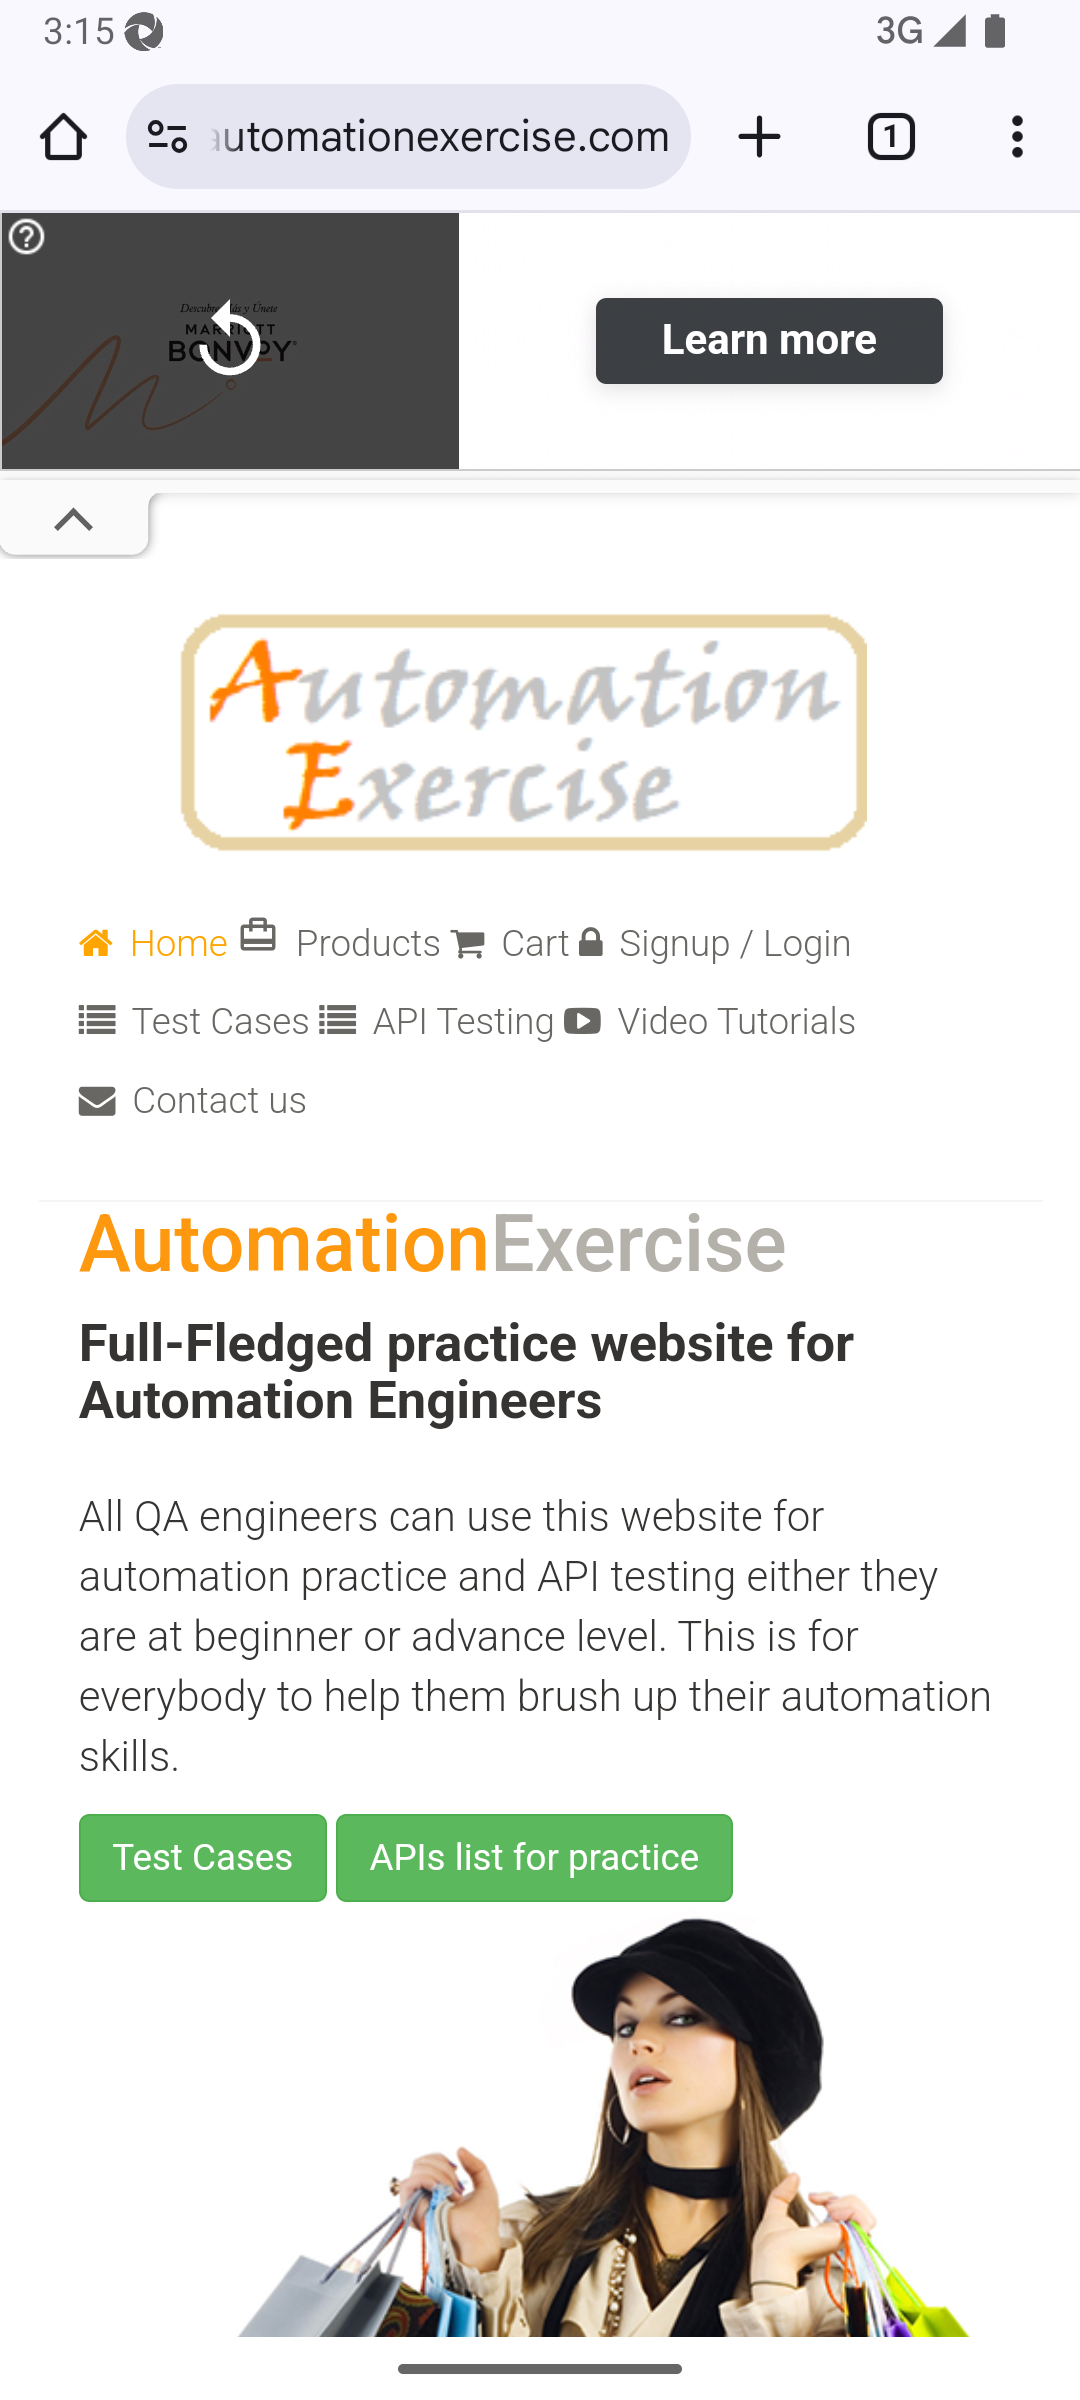 3:15
3G
automationexercise.com
1
Descubre Más y Únete
MARRIOTT
BONVOY
Learn more
Automation
Exercise
Home Products Cart Signup / Login
Test Cases API Testing Video Tutorials
Contact us
AutomationExercise
Full-Fledged practice website for
Automation Engineers
All QA engineers can use this website for
automation practice and API testing either they
are at beginner or advance level. This is for
everybody to help them brush up their automation
skills.
Test Cases APIs list for practice